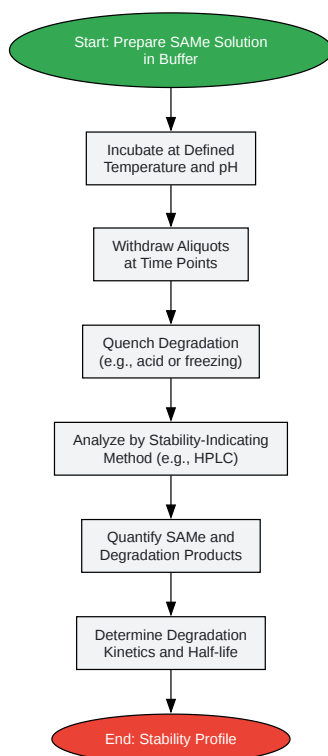 Start: Prepare SAMe Solution
in Buffer
Incubate at Defined
Temperature and pH
Withdraw Aliquots
at Time Points
Quench Degradation
(e.g., acid or freezing)
Analyze by Stability-Indicating
Method (e.g., HPLC)
Quantify SAMe and
Degradation Products
Determine Degradation
Kinetics and Half-life
End: Stability Profile